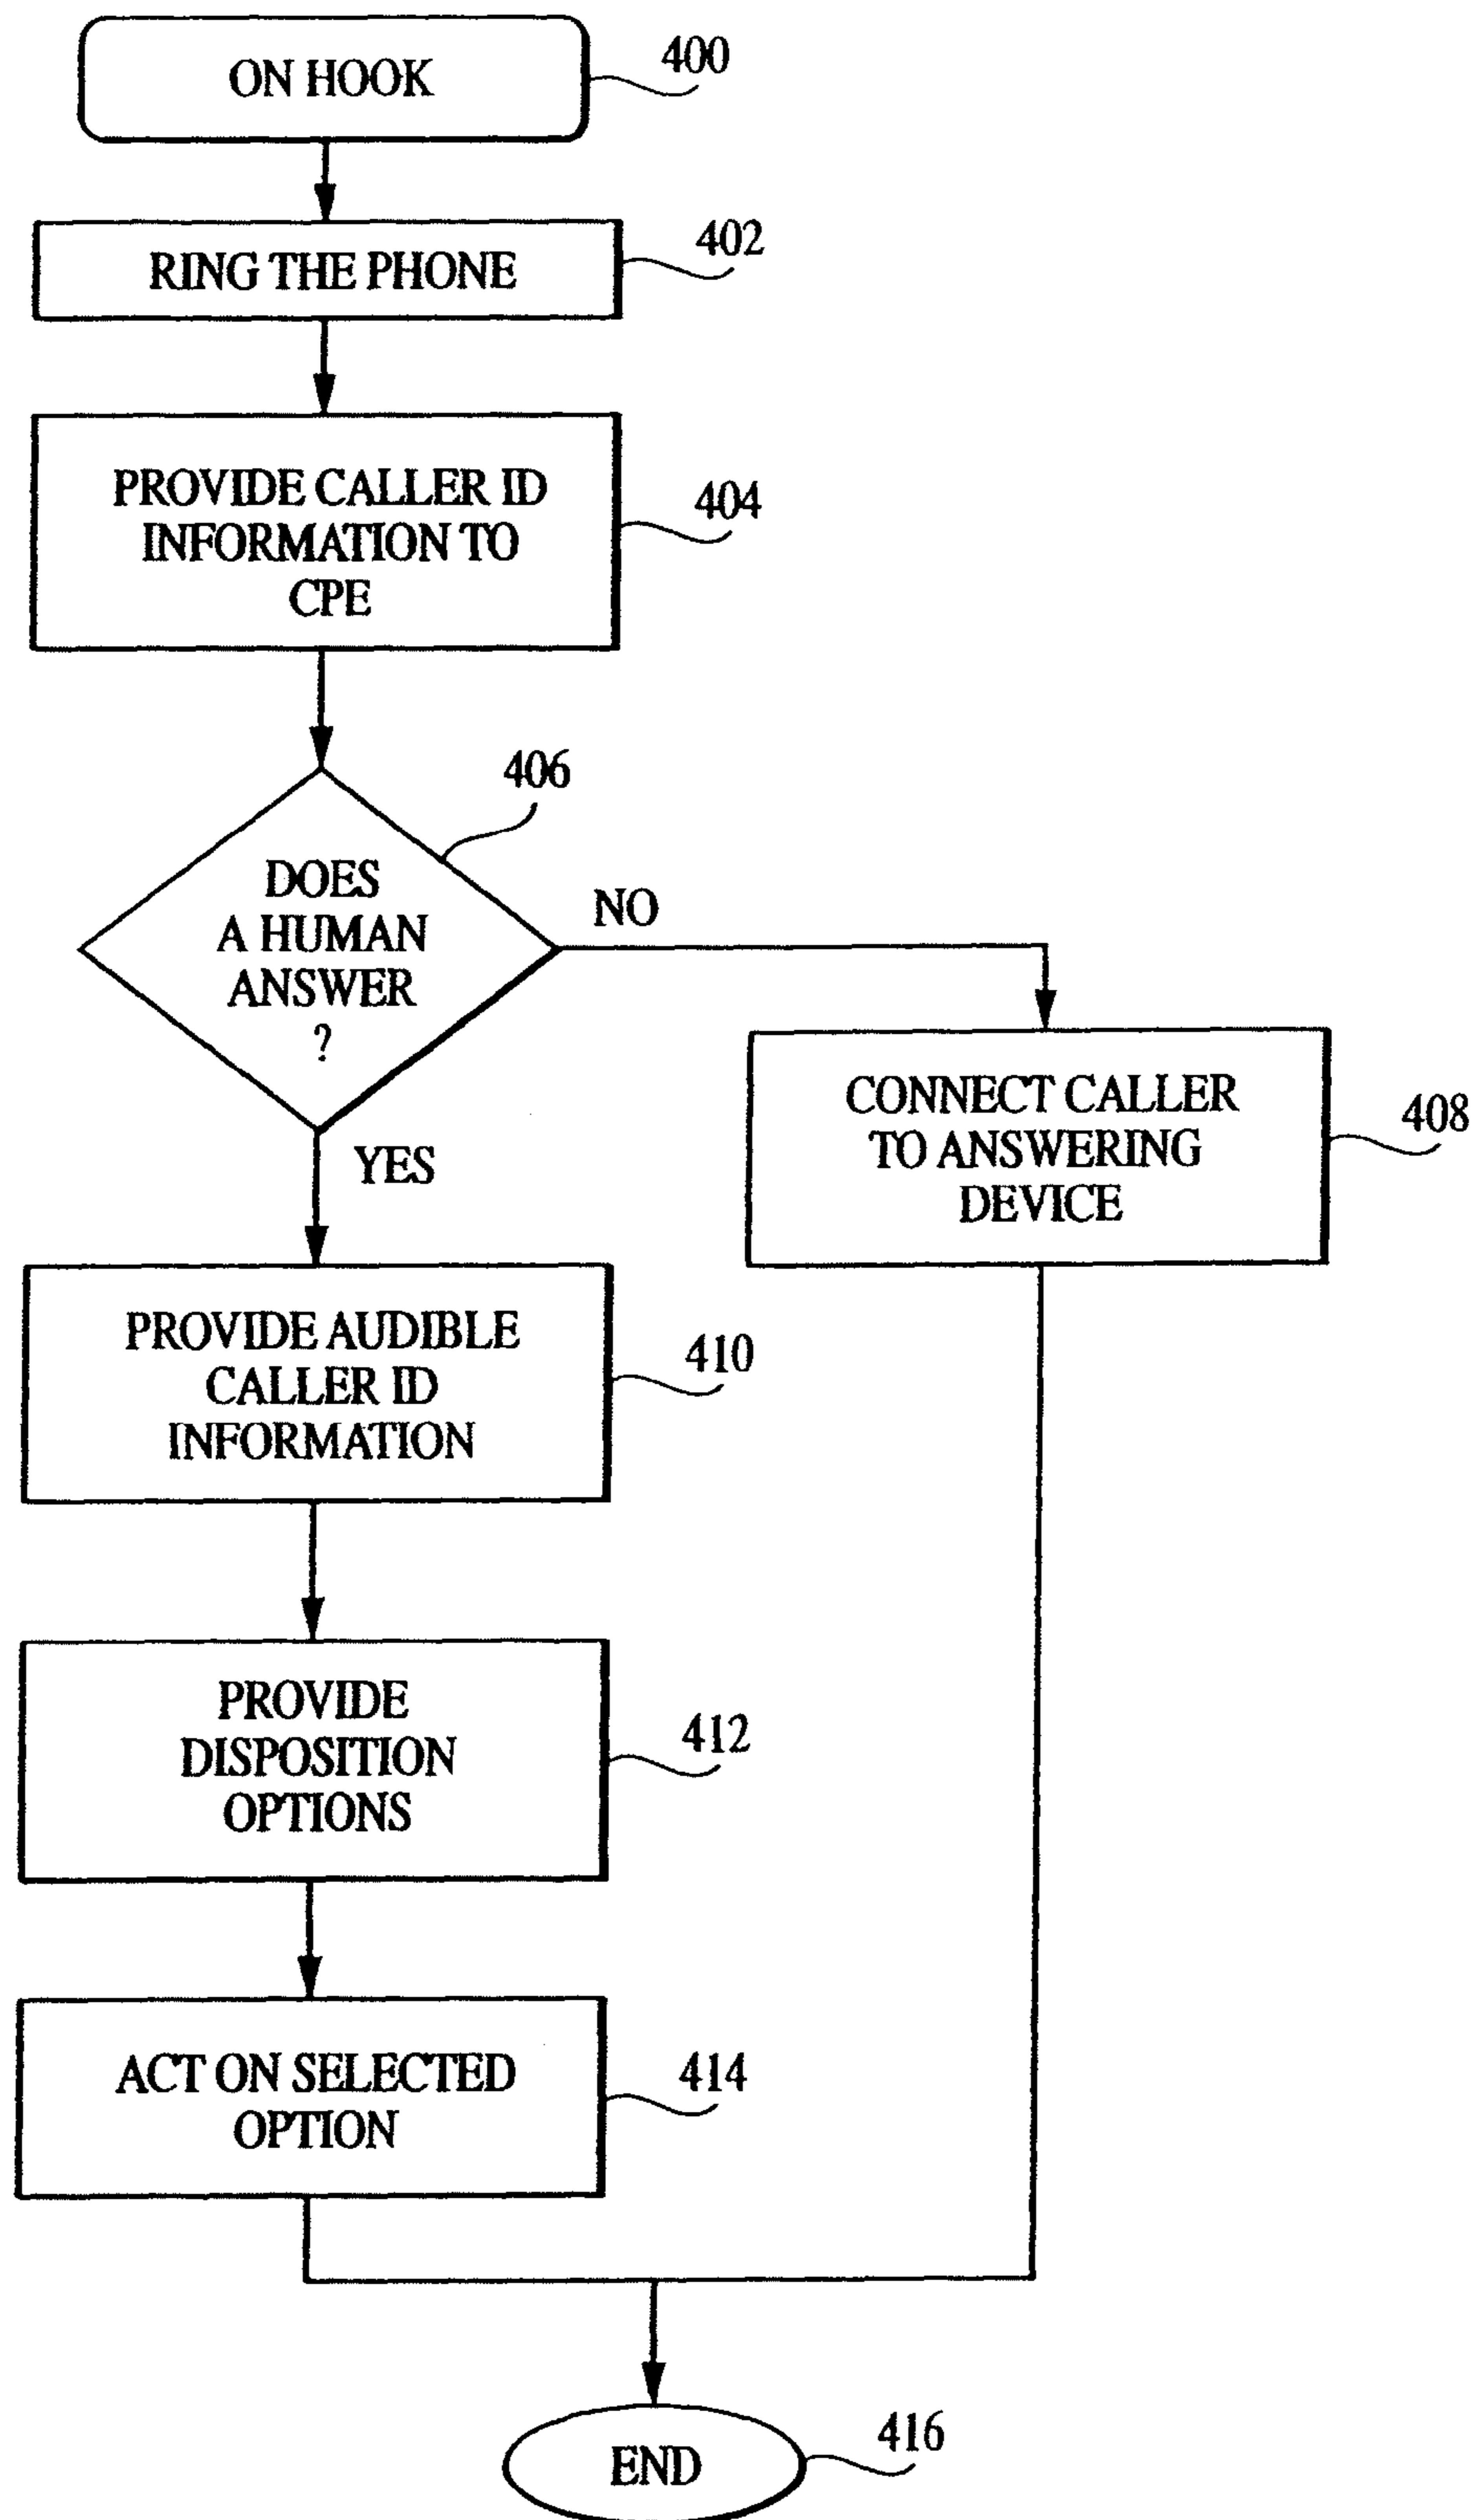 ON HOOK
400
RING THE PHONE
402
PROVIDE CALLER ID
INFORMATION TO
CPE
404
406
DOES
A HUMAN
ANSWER
?
NO
YES
CONNECT CALLER
TO ANSWERING
DEVICE
408
PROVIDE AUDIBLE
CALLER ID
INFORMATION
410
PROVIDE
DISPOSITION
OPTIONS
412
ACT ON SELECTED
OPTION
414
END
416